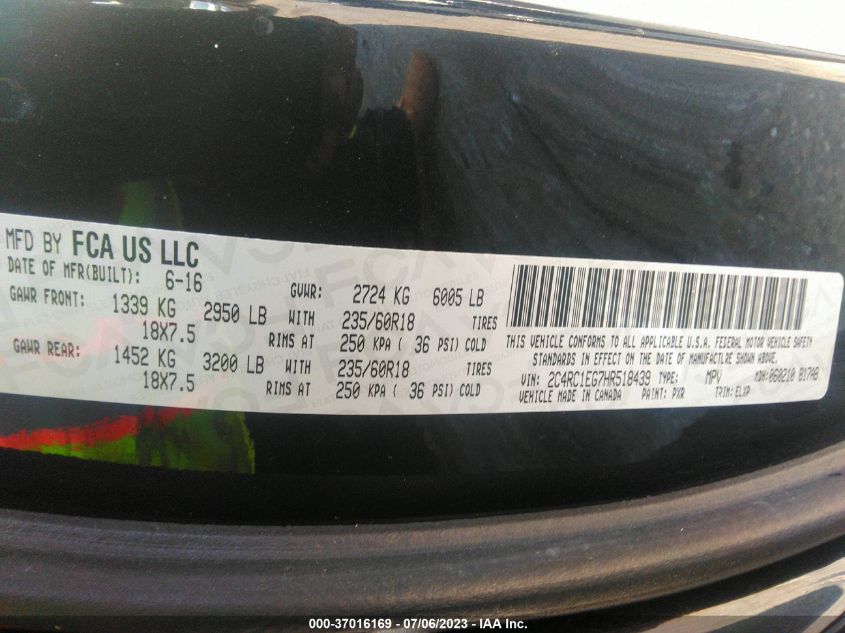 MFD BY FCA US LLC
DATE OF MFR(BUILT): 6-16
GVWR: 2724 KG 6005 LB
GAWR FRONT: 1339 KG 2950 LB WITH 235/60R18 TIRES
18X7.5 RIMS AT 250 KPA ( 36 PSI) COLD
GAWR REAR: 1452 KG 3200 LB WITH 235/60R18 TIRES
18X7.5 RIMS AT 250 KPA ( 36 PSI) COLD
THIS VEHICLE CONFORMS TO ALL APPLICABLE U.S.A. FEDERAL MOTOR VEHICLE SAFETY
STANDARDS IN EFFECT ON THE DATE OF MANUFACTURE SHOWN ABOVE.
VIN: 2C4RC1EG7HR518439 TYPE: MPV MDH: 060210 817AB
VEHICLE MADE IN CANADA PAINT: PXR TRIM:
000-37016169 - 07/06/2023 - IAA Inc.